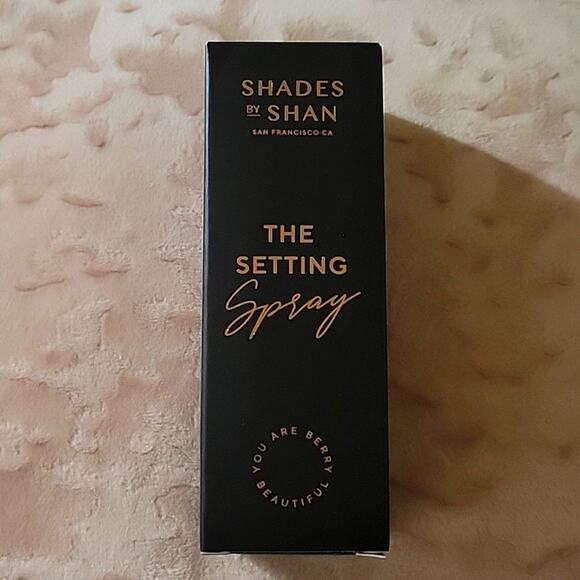 SHADES
BY SHAN
SAN FRANCISCO-CA
THE
SETTING
Spray
YOU ARE BERRY
BEAUTIFUL